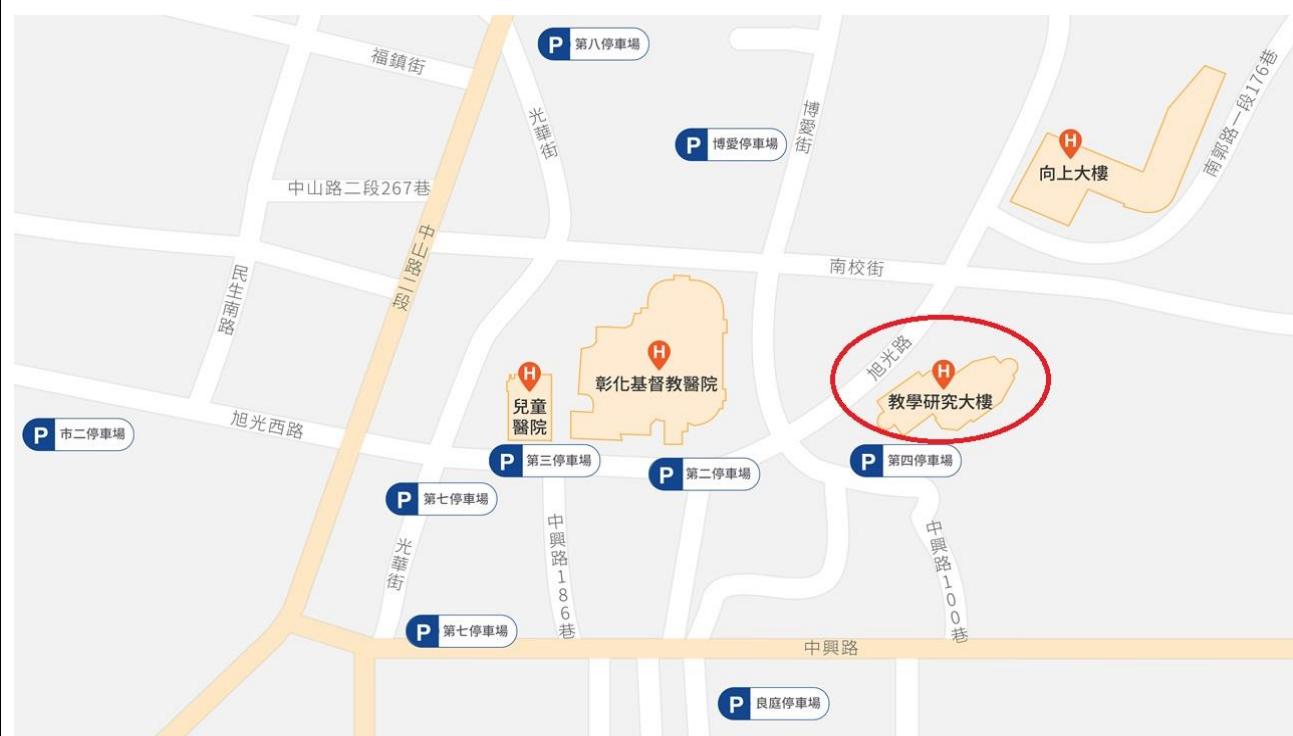 P 第八停車場
福鎮街
光華街
博愛街
南郭路一段176巷
P 博愛停車場
H
向上大樓
中山路二段267巷
中山路二段
南校街
民生南路
H
彰化基督教醫院
H
兒童
醫院
旭光路
H
教學研究大樓
旭光西路
P 市二停車場
P 第三停車場
P 第二停車場
P 第四停車場
P 第七停車場
光華街
中興路186巷
中興路100巷
P 第七停車場
中興路
P 良庭停車場